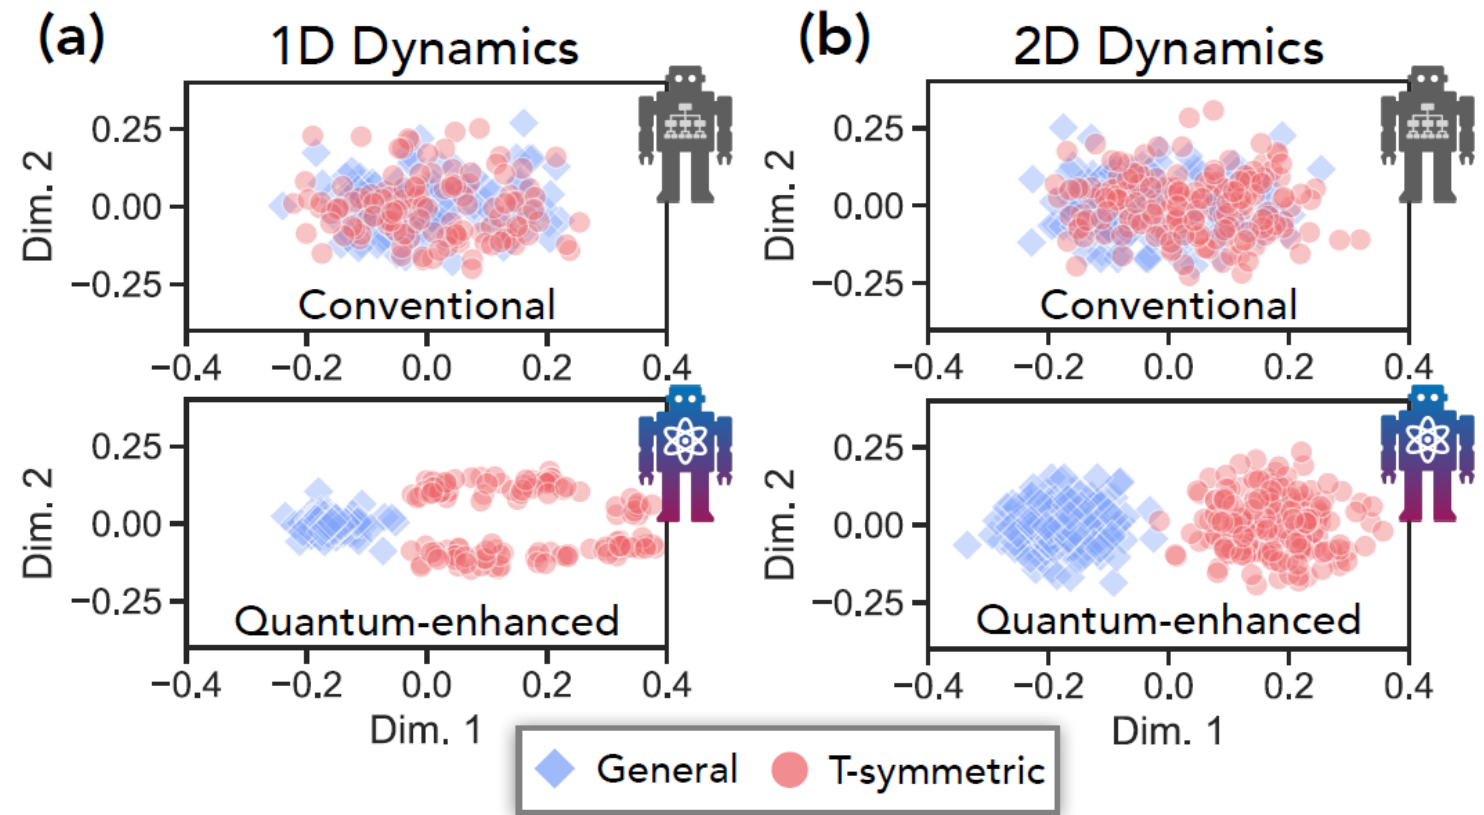 (a) 1D Dynamics
(b) 2D Dynamics
Dim. 2
0.25
0.00
−0.25
Conventional
−0.4 −0.2 0.0 0.2 0.4
Dim. 2
0.25
0.00
−0.25
Conventional
−0.4 −0.2 0.0 0.2 0.4
Dim. 2
0.25
0.00
−0.25
Quantum-enhanced
−0.4 −0.2 0.0 0.2 0.4
Dim. 1
Dim. 2
0.25
0.00
−0.25
Quantum-enhanced
−0.4 −0.2 0.0 0.2 0.4
Dim. 1
General T-symmetric